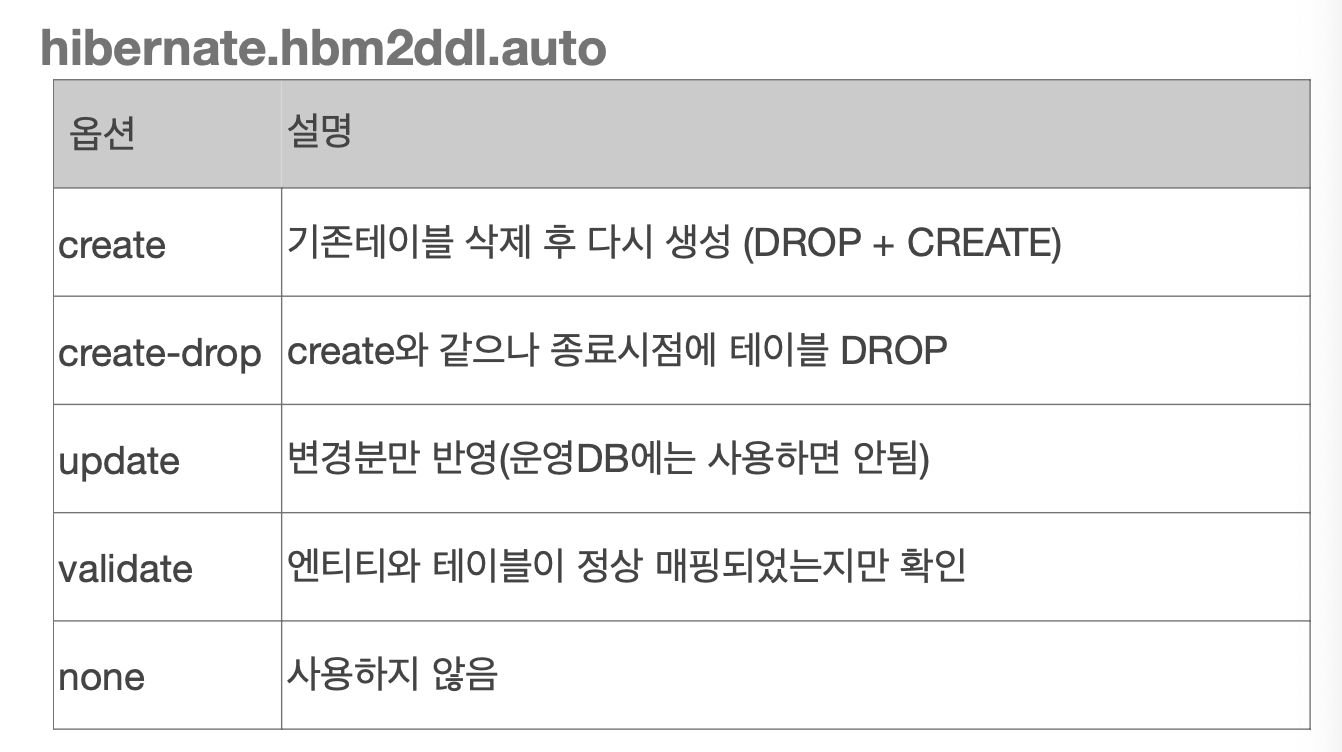 hibernate.hbm2ddl.auto
옵션 설명
create 기존테이블 삭제 후 다시 생성 (DROP + CREATE)
create-drop create와 같으나 종료시점에 테이블 DROP
update 변경분만 반영(운영DB에는 사용하면 안됨)
validate 엔티티와 테이블이 정상 매핑되었는지만 확인
none 사용하지 않음